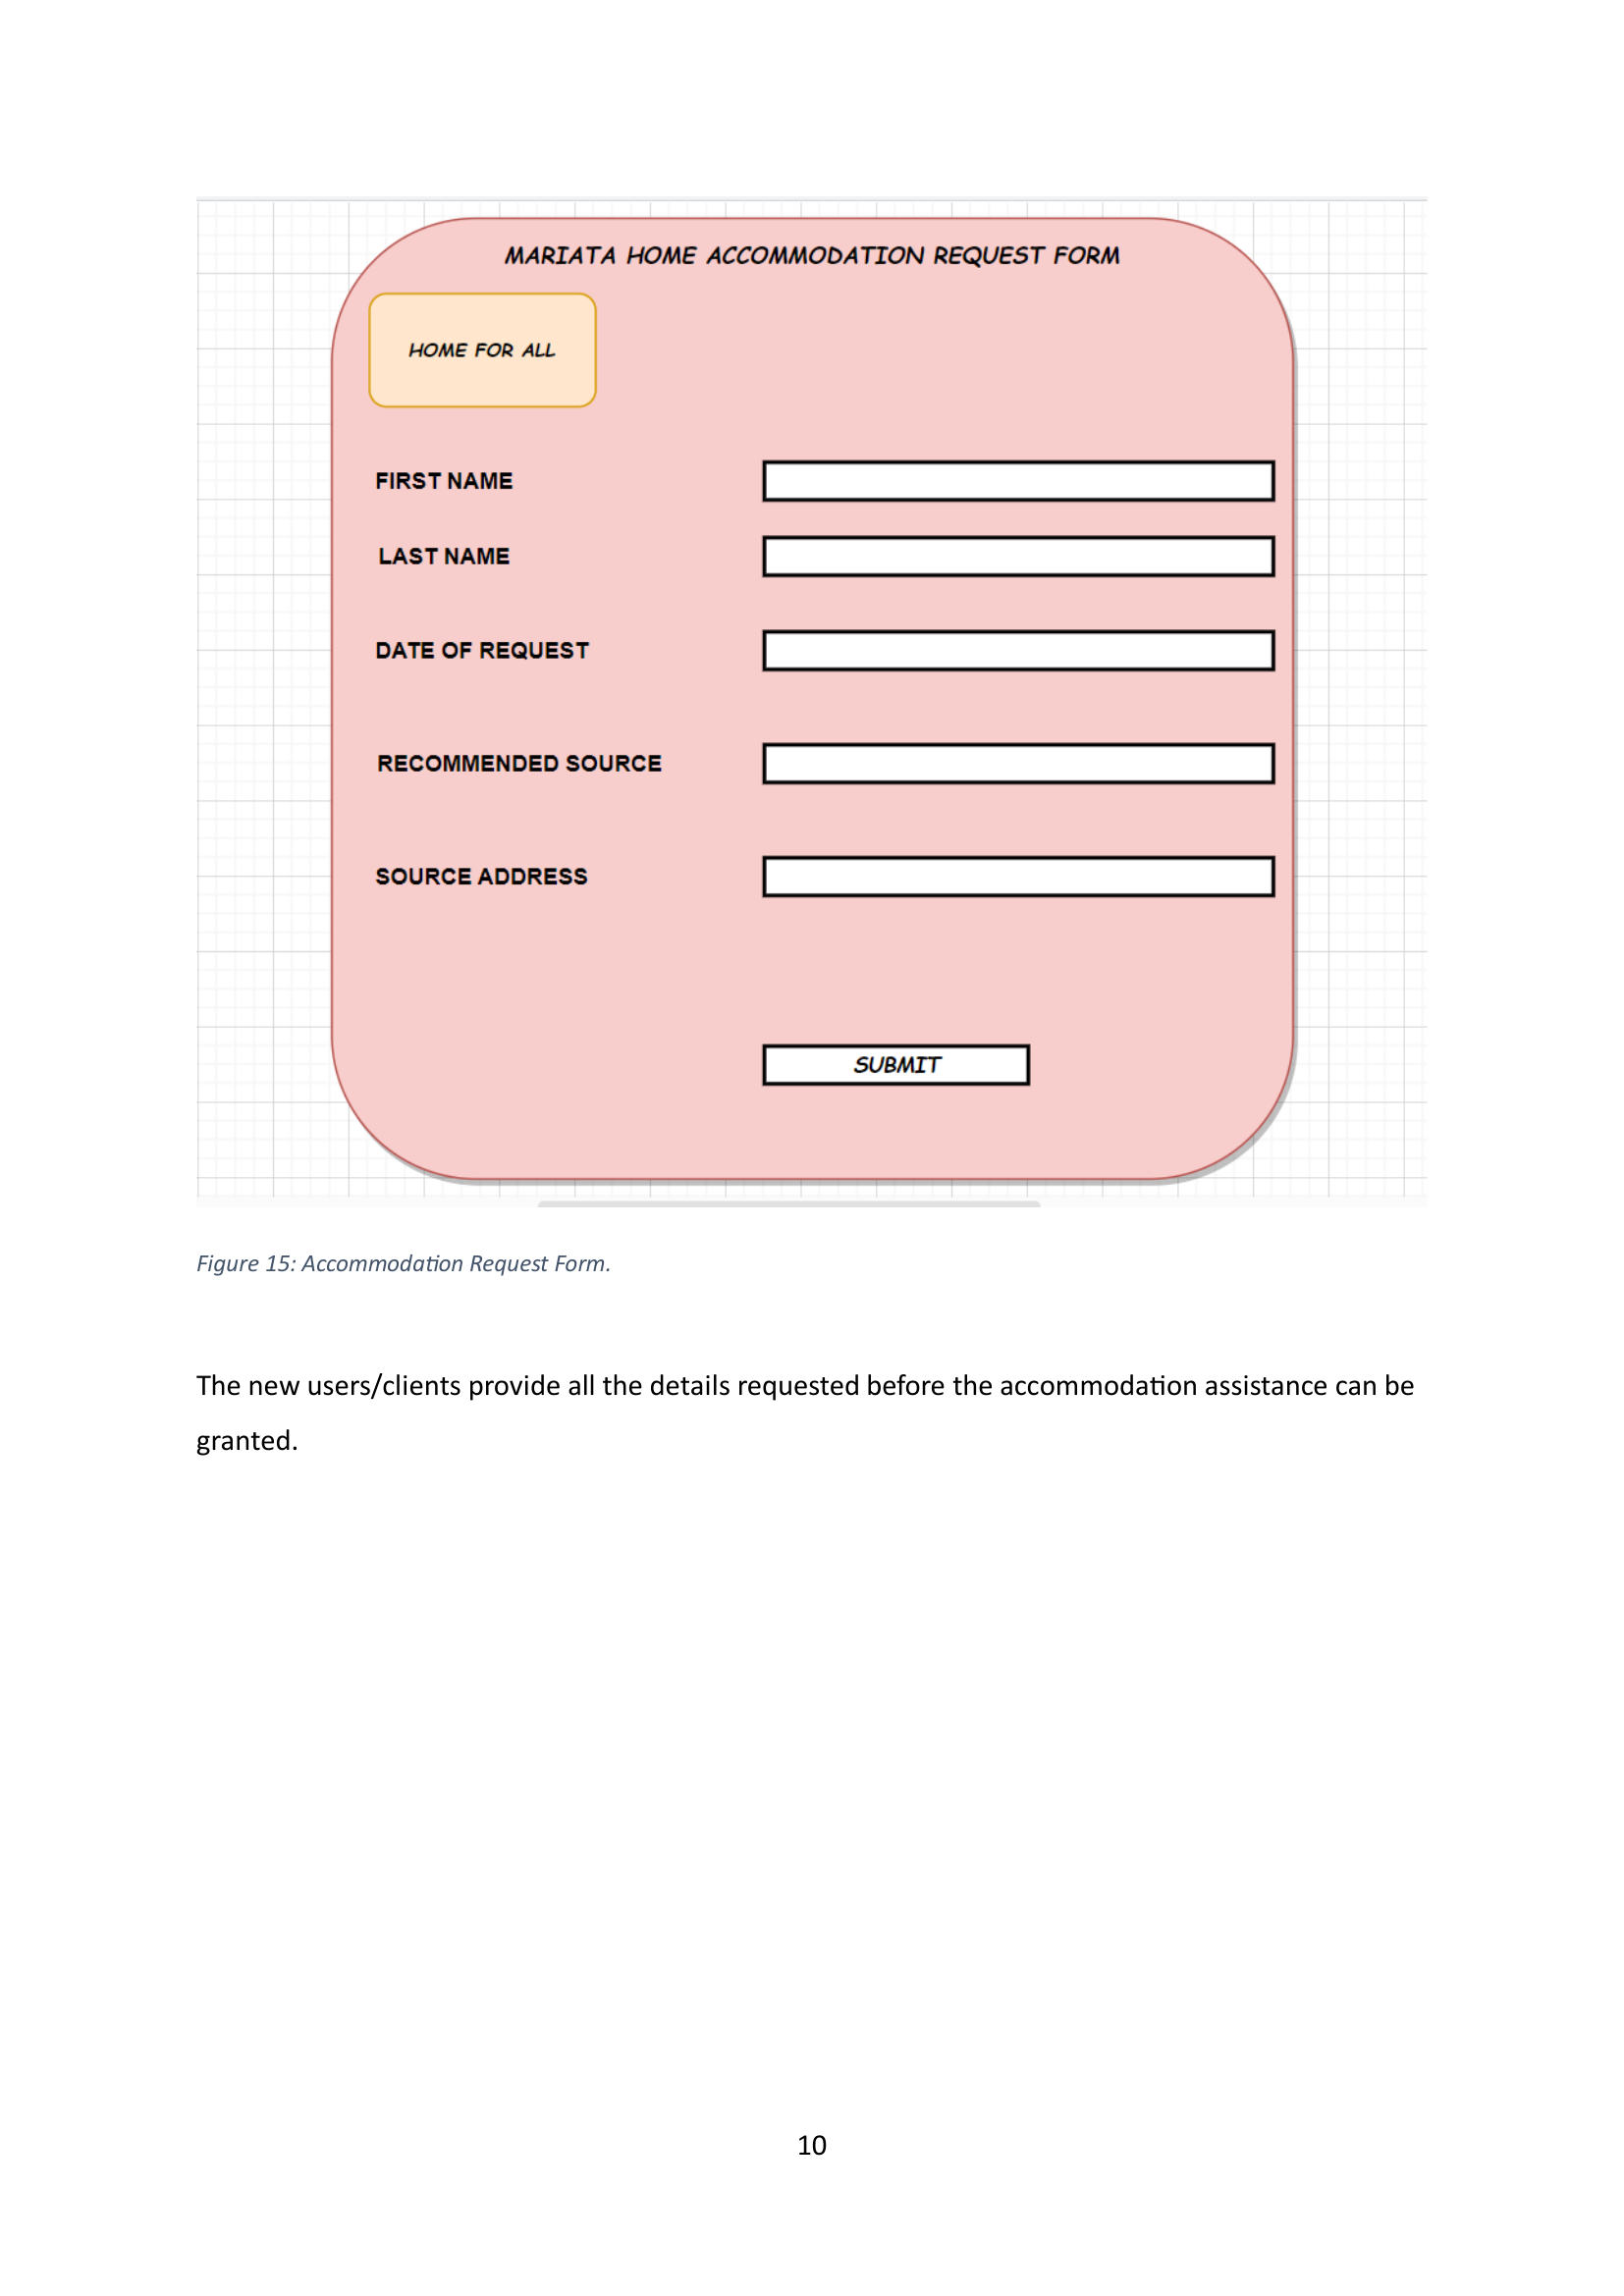 MARIATA HOME ACCOMMODATION REQUEST FORM
HOME FOR ALL
FIRST NAME
LAST NAME
DATE OF REQUEST
RECOMMENDED SOURCE
SOURCE ADDRESS
SUBMIT
Figure 15: Accommodation Request Form.
The new users/clients provide all the details requested before the accommodation assistance can be
granted.
10